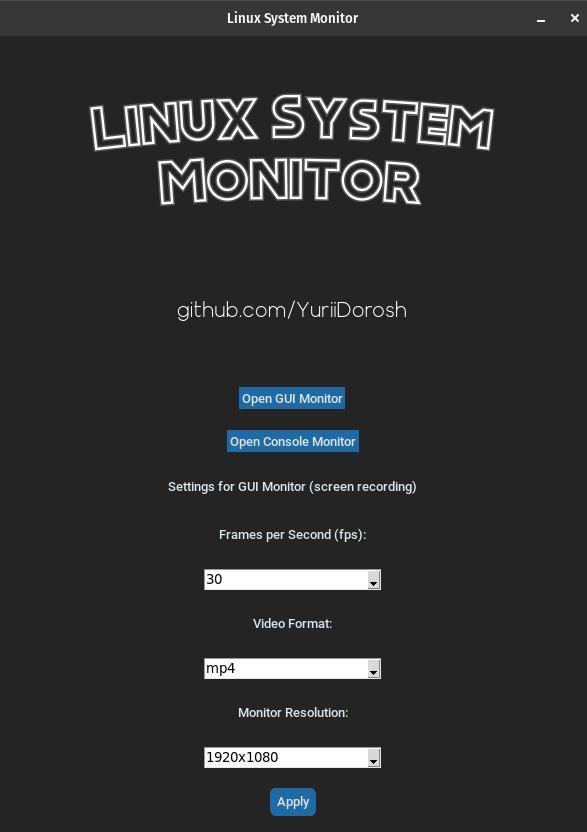 Linux System Monitor
LINUX SYSTEM
MONITOR
github.com/YuriiDorosh
Open GUI Monitor
Open Console Monitor
Settings for GUI Monitor (screen recording)
Frames per Second (fps):
30
Video Format:
mp4
Monitor Resolution:
1920x1080
Apply